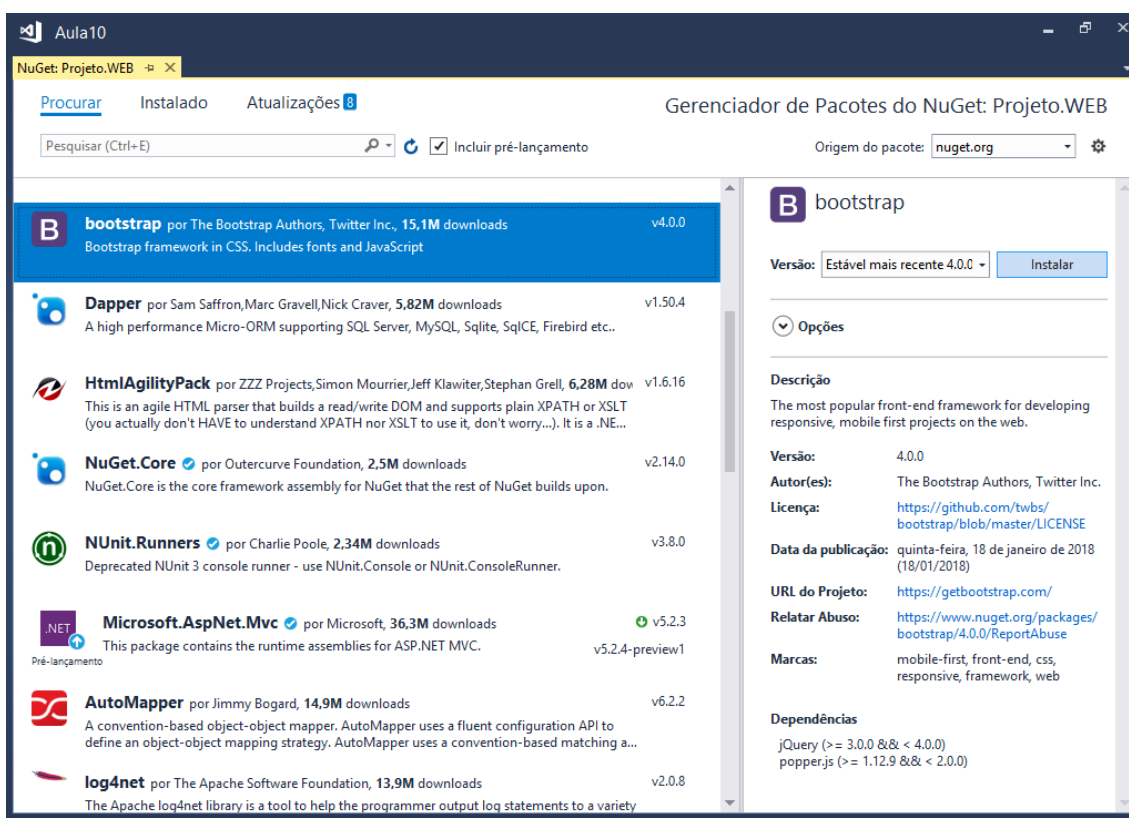 Aula10
NuGet: Projeto.WEB
Procurar Instalado Atualizações 8
Gerenciador de Pacotes do NuGet: Projeto.WEB
Pesquisar (Ctrl+E)
Incluir pré-lançamento
Origem do pacote: nuget.org
B
bootstrap por The Bootstrap Authors, Twitter Inc., 15,1M downloads
v4.0.0
Bootstrap framework in CSS. Includes fonts and JavaScript
Dapper por Sam Saffron,Marc Gravell,Nick Craver, 5,82M downloads
v1.50.4
A high performance Micro-ORM supporting SQL Server, MySQL, Sqlite, SqlCE, Firebird etc..
HtmlAgilityPack por ZZZ Projects,Simon Mourrier,Jeff Klawiter,Stephan Grell, 6,28M dow
v1.6.16
This is an agile HTML parser that builds a read/write DOM and supports plain XPATH or XSLT
(you actually don't HAVE to understand XPATH nor XSLT to use it, don't worry...). It is a .NE...
NuGet.Core por Outercurve Foundation, 2,5M downloads
v2.14.0
NuGet.Core is the core framework assembly for NuGet that the rest of NuGet builds upon.
n
NUnit.Runners por Charlie Poole, 2,34M downloads
v3.8.0
Deprecated NUnit 3 console runner - use NUnit.Console or NUnit.ConsoleRunner.
.NET
Pré-lançamento
Microsoft.AspNet.Mvc por Microsoft, 36,3M downloads
v5.2.3
This package contains the runtime assemblies for ASP.NET MVC.
v5.2.4-preview1
AutoMapper por Jimmy Bogard, 14,9M downloads
v6.2.2
A convention-based object-object mapper. AutoMapper uses a fluent configuration API to
define an object-object mapping strategy. AutoMapper uses a convention-based matching a...
log4net por The Apache Software Foundation, 13,9M downloads
v2.0.8
The Apache log4net library is a tool to help the programmer output log statements to a variety
B
bootstrap
Versão: Estável mais recente 4.0.0
Instalar
Opções
Descrição
The most popular front-end framework for developing
responsive, mobile first projects on the web.
Versão: 4.0.0
Autor(es): The Bootstrap Authors, Twitter Inc.
Licença: https://github.com/twbs/
bootstrap/blob/master/LICENSE
Data da publicação: quinta-feira, 18 de janeiro de 2018
(18/01/2018)
URL do Projeto: https://getbootstrap.com/
Relatar Abuso: https://www.nuget.org/packages/
bootstrap/4.0.0/ReportAbuse
Marcas: mobile-first, front-end, css,
responsive, framework, web
Dependências
jQuery (>= 3.0.0 && < 4.0.0)
popper.js (>= 1.12.9 && < 2.0.0)